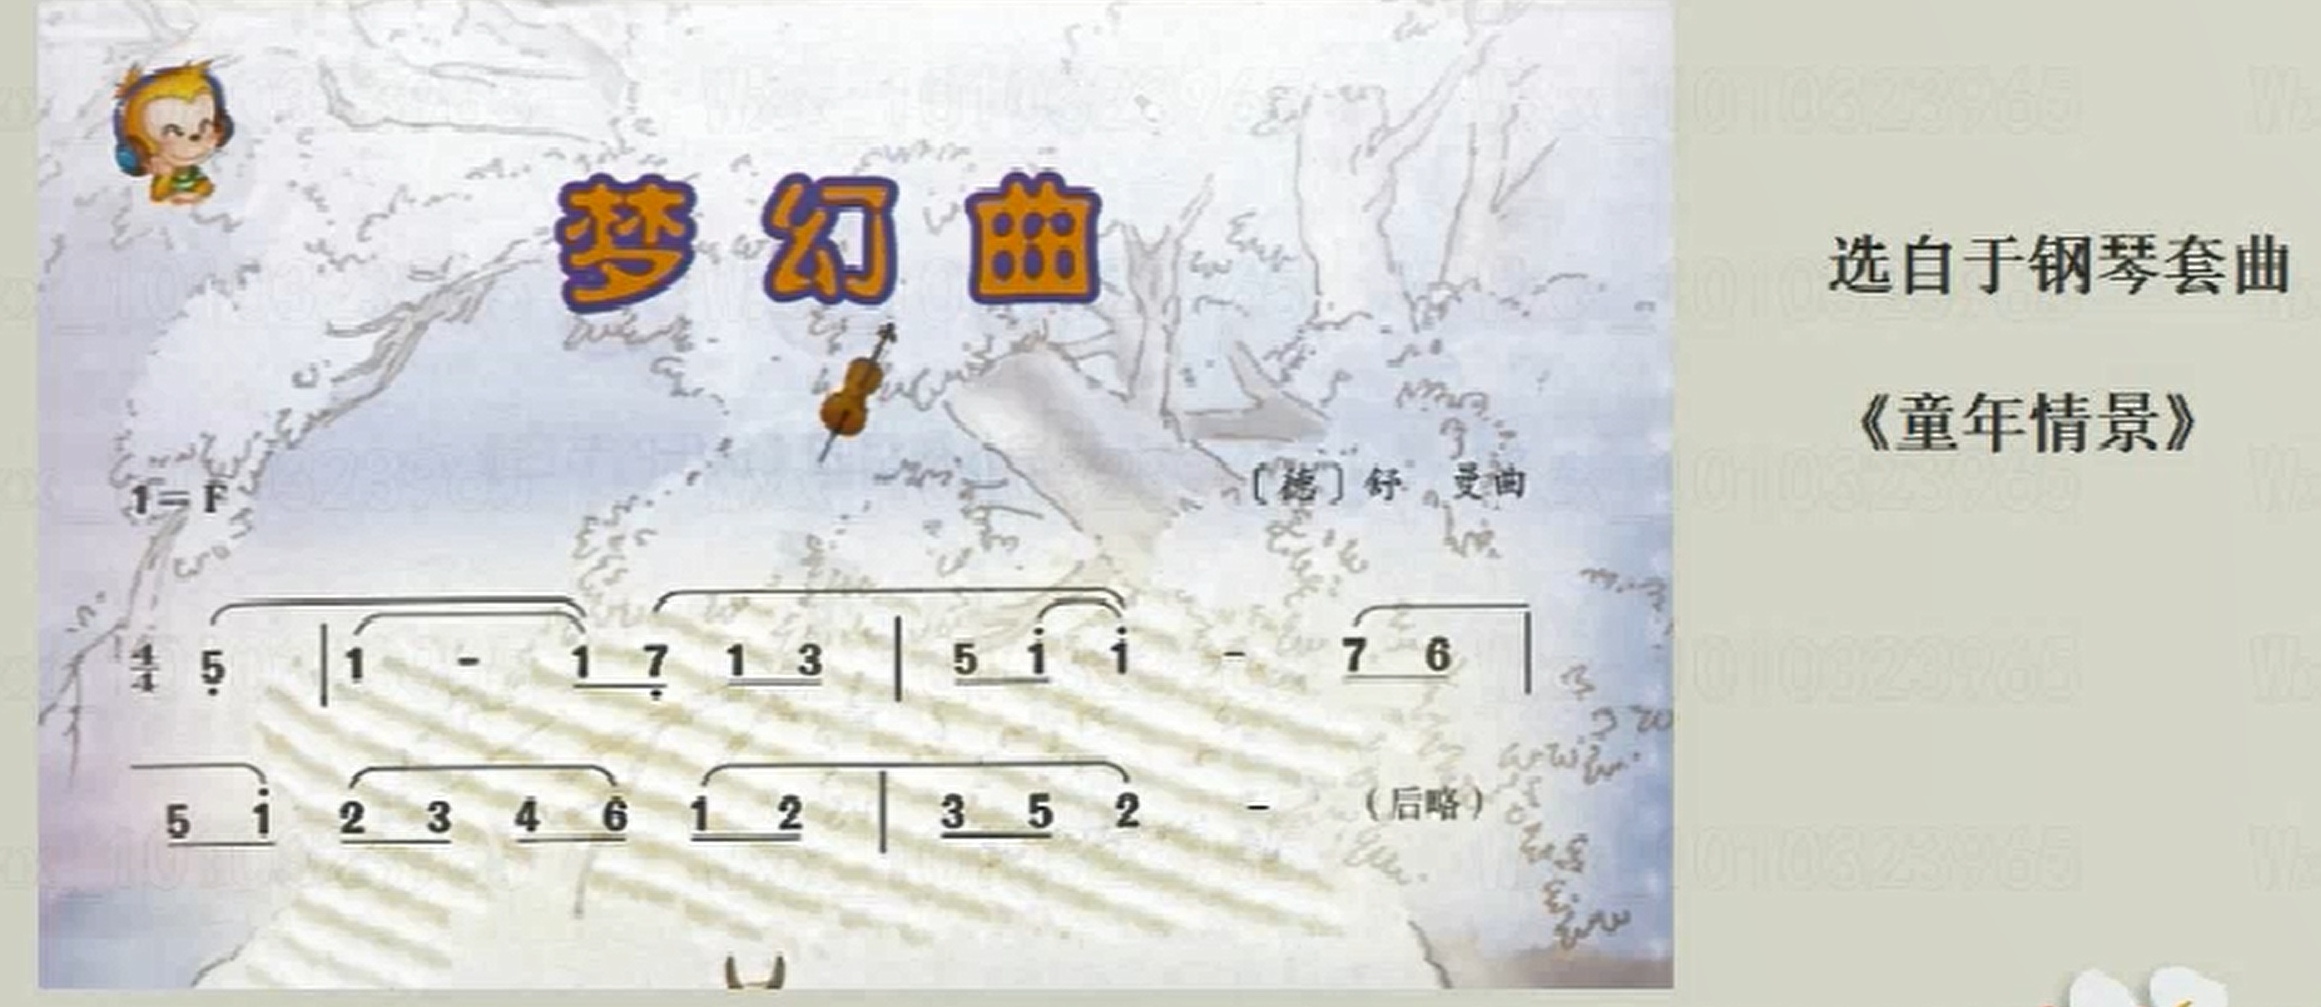 梦幻曲
选自于钢琴套曲
《童年情景》
1=F
[德] 舒 曼曲
4/4 5̣ | 1 - 1 7̣ 1 3 | 5 i̇ i̇ - 7 6 |
5 i̇ 2 3 4 6 1 2 | 3 5 2 - (后略)